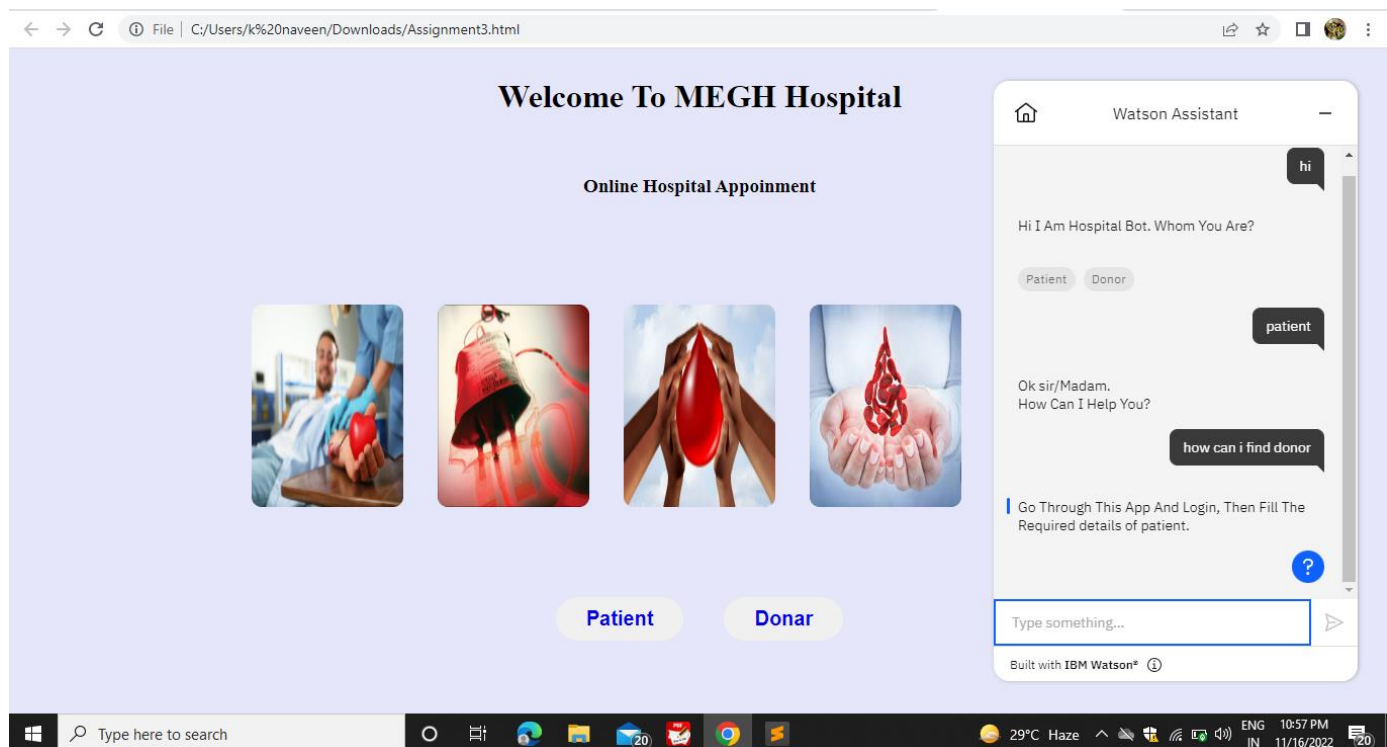 File | C:/Users/k%20naveen/Downloads/Assignment3.html
Welcome To MEGH Hospital
Online Hospital Appoinment
Patient
Donar
Watson Assistant
hi
Hi I Am Hospital Bot. Whom You Are?
Patient Donor
patient
Ok sir/Madam.
How Can I Help You?
how can i find donor
Go Through This App And Login, Then Fill The
Required details of patient.
?
Type something...
Built with IBM Watson®
Type here to search
20
PDF
29°C Haze
ENG
IN
10:57 PM
11/16/2022
20